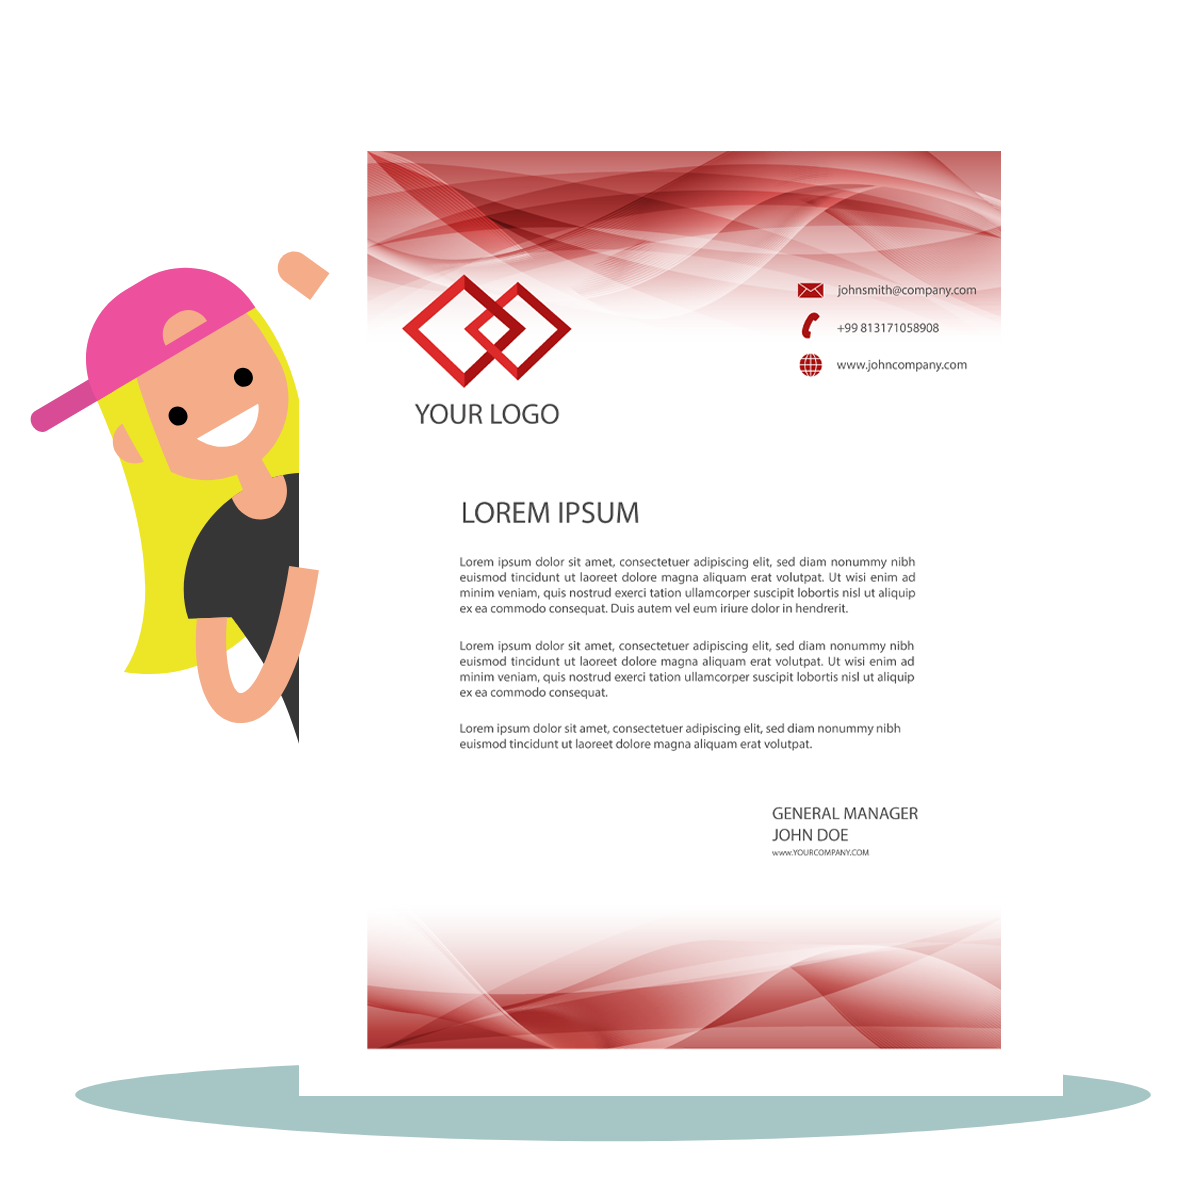 johnsmith@company.com
+99 813171058908
www.johncompany.com
YOUR LOGO
LOREM IPSUM
Lorem ipsum dolor sit amet, consectetuer adipiscing elit, sed diam nonummy nibh
euismod tincidunt ut laoreet dolore magna aliquam erat volutpat. Ut wisi enim ad
minim veniam, quis nostrud exerci tation ullamcorper suscipit lobortis nisl ut aliquip
ex ea commodo consequat. Duis autem vel eum iriure dolor in hendrerit.
Lorem ipsum dolor sit amet, consectetuer adipiscing elit, sed diam nonummy nibh
euismod tincidunt ut laoreet dolore magna aliquam erat volutpat. Ut wisi enim ad
minim veniam, quis nostrud exerci tation ullamcorper suscipit lobortis nisl ut aliquip
ex ea commodo consequat.
Lorem ipsum dolor sit amet, consectetuer adipiscing elit, sed diam nonummy nibh
euismod tincidunt ut laoreet dolore magna aliquam erat volutpat.
GENERAL MANAGER
JOHN DOE
www.YOURCOMPANY.COM